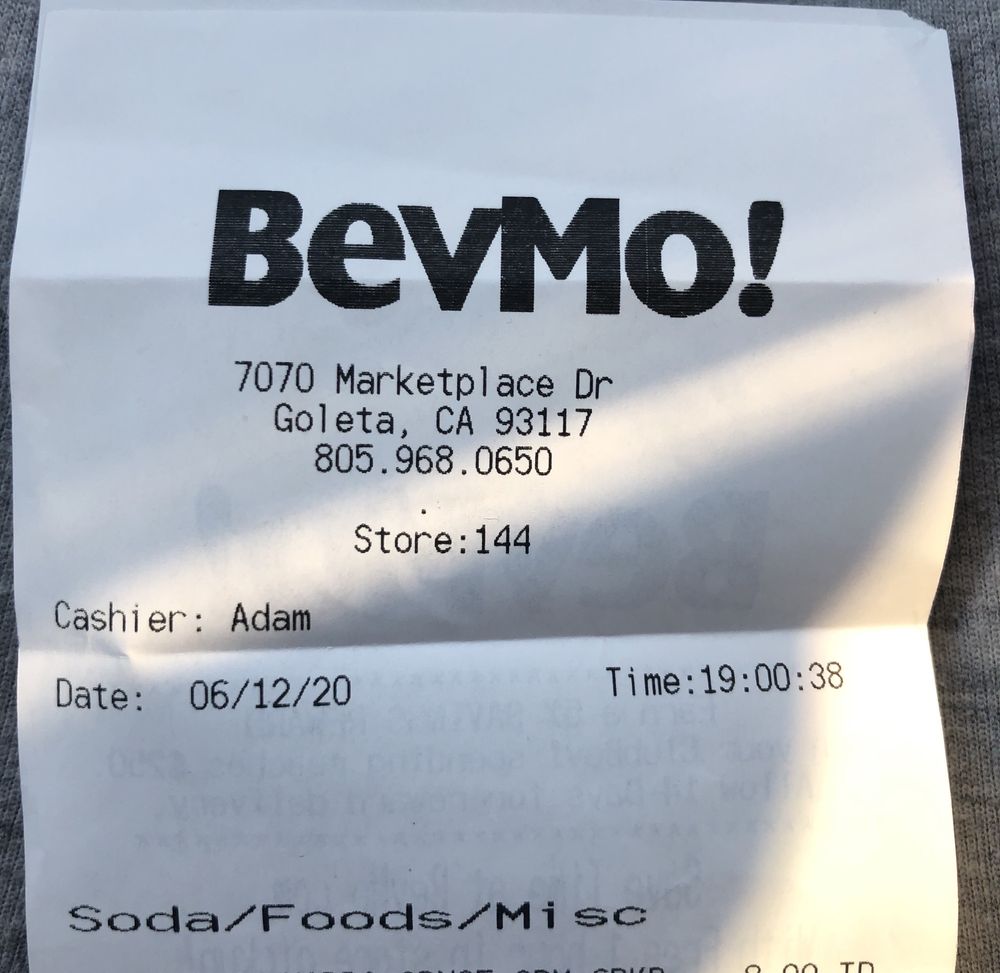 BevMo!
7070 Marketplace Dr
Goleta, CA 93117
805.968.0650
.
Store:144
Cashier: Adam
Date: 06/12/20 Time:19:00:38
Soda/Foods/Misc